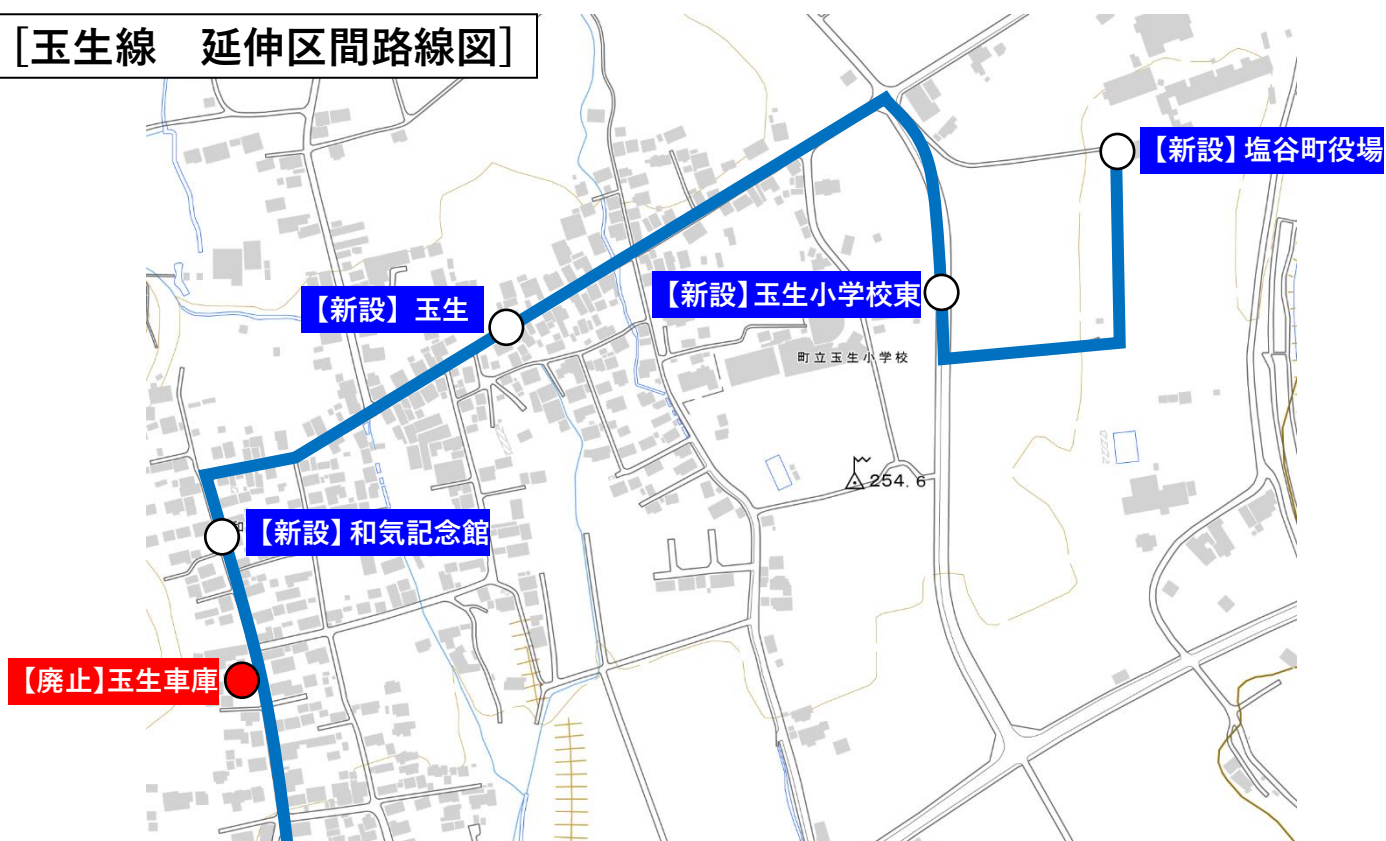 [玉生線　延伸区間路線図]
【新設】塩谷町役場
【新設】玉生小学校東
【新設】玉生
町立玉生小学校
254.6
【新設】和気記念館
【廃止】玉生車庫